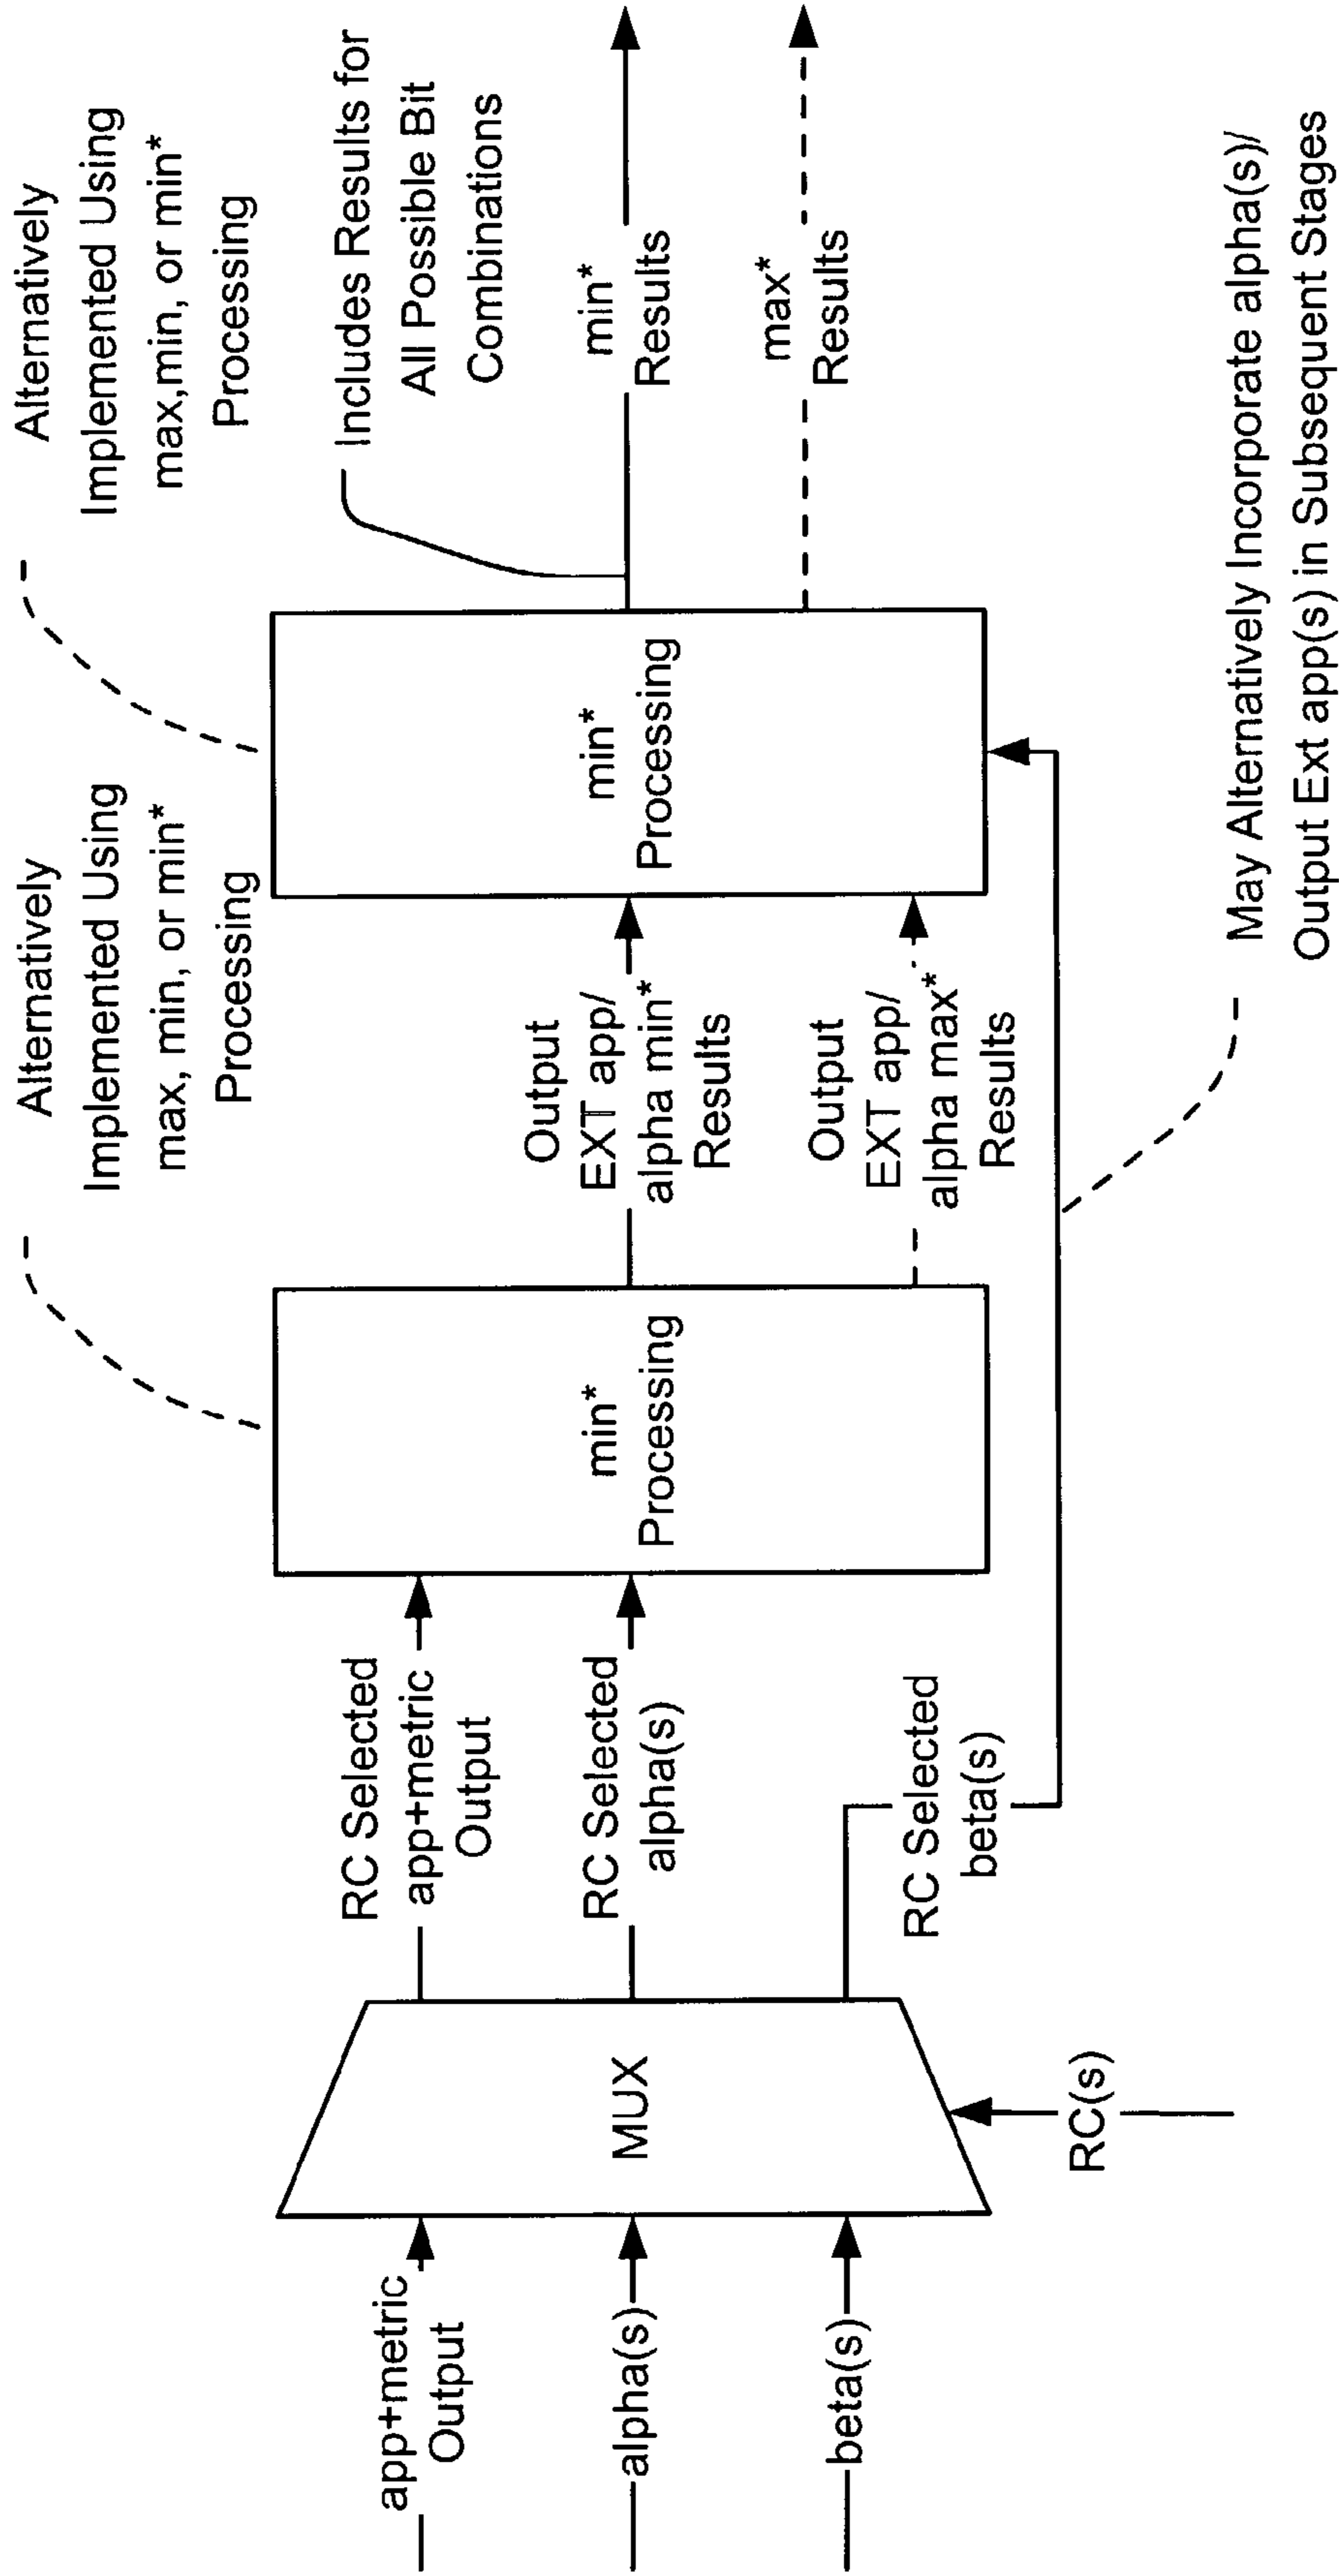 app+metric
Output
alpha(s)
beta(s)
MUX
RC(s)
RC Selected
app+metric
Output
RC Selected
alpha(s)
RC Selected
beta(s)
Alternatively
Implemented Using
max, min, or min*
Processing
min*
Processing
Output
EXT app/
alpha min*
Results
Output
EXT app/
alpha max*
Results
Alternatively
Implemented Using
max,min, or min*
Processing
min*
Processing
Includes Results for
All Possible Bit
Combinations
min*
Results
max*
Results
May Alternatively Incorporate alpha(s)/
Output Ext app(s) in Subsequent Stages